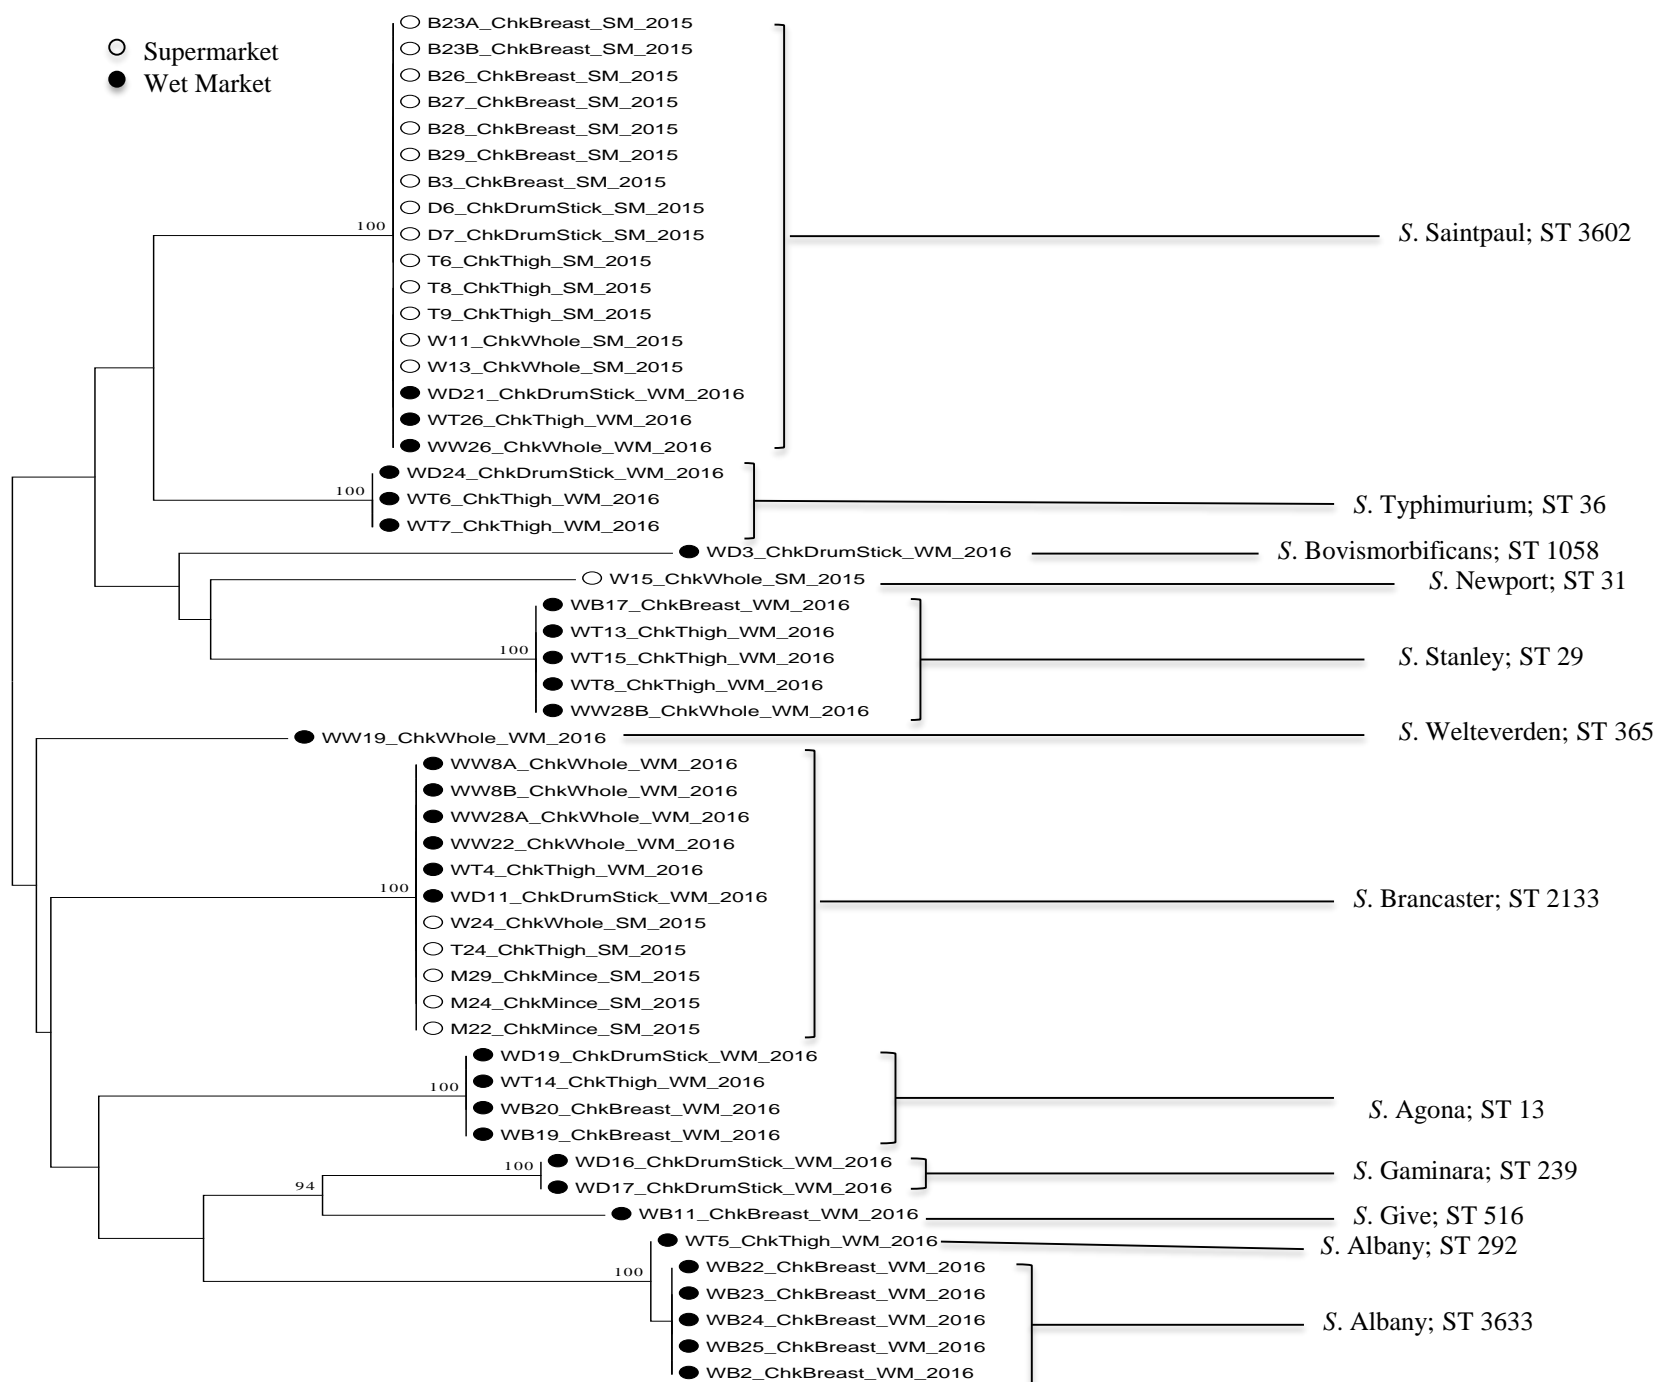 Supermarket
Wet Market
B23A_ChkBreast_SM_2015
B23B_ChkBreast_SM_2015
B26_ChkBreast_SM_2015
B27_ChkBreast_SM_2015
B28_ChkBreast_SM_2015
B29_ChkBreast_SM_2015
B3_ChkBreast_SM_2015
D6_ChkDrumStick_SM_2015
100 D7_ChkDrumStick_SM_2015 S. Saintpaul; ST 3602
T6_ChkThigh_SM_2015
T8_ChkThigh_SM_2015
T9_ChkThigh_SM_2015
W11_ChkWhole_SM_2015
W13_ChkWhole_SM_2015
WD21_ChkDrumStick_WM_2016
WT26_ChkThigh_WM_2016
WW26_ChkWhole_WM_2016
WD24_ChkDrumStick_WM_2016
100 WT6_ChkThigh_WM_2016 S. Typhimurium; ST 36
WT7_ChkThigh_WM_2016
WD3_ChkDrumStick_WM_2016 S. Bovismorbificans; ST 1058
W15_ChkWhole_SM_2015 S. Newport; ST 31
WB17_ChkBreast_WM_2016
WT13_ChkThigh_WM_2016
100 WT15_ChkThigh_WM_2016 S. Stanley; ST 29
WT8_ChkThigh_WM_2016
WW28B_ChkWhole_WM_2016
WW19_ChkWhole_WM_2016 S. Welteverden; ST 365
WW8A_ChkWhole_WM_2016
WW8B_ChkWhole_WM_2016
WW28A_ChkWhole_WM_2016
WW22_ChkWhole_WM_2016
WT4_ChkThigh_WM_2016
100 WD11_ChkDrumStick_WM_2016 S. Brancaster; ST 2133
W24_ChkWhole_SM_2015
T24_ChkThigh_SM_2015
M29_ChkMince_SM_2015
M24_ChkMince_SM_2015
M22_ChkMince_SM_2015
WD19_ChkDrumStick_WM_2016
100 WT14_ChkThigh_WM_2016
WB20_ChkBreast_WM_2016 S. Agona; ST 13
WB19_ChkBreast_WM_2016
100 WD16_ChkDrumStick_WM_2016 S. Gaminara; ST 239
94 WD17_ChkDrumStick_WM_2016
WB11_ChkBreast_WM_2016 S. Give; ST 516
WT5_ChkThigh_WM_2016 S. Albany; ST 292
100 WB22_ChkBreast_WM_2016
WB23_ChkBreast_WM_2016
WB24_ChkBreast_WM_2016 S. Albany; ST 3633
WB25_ChkBreast_WM_2016
WB2_ChkBreast_WM_2016